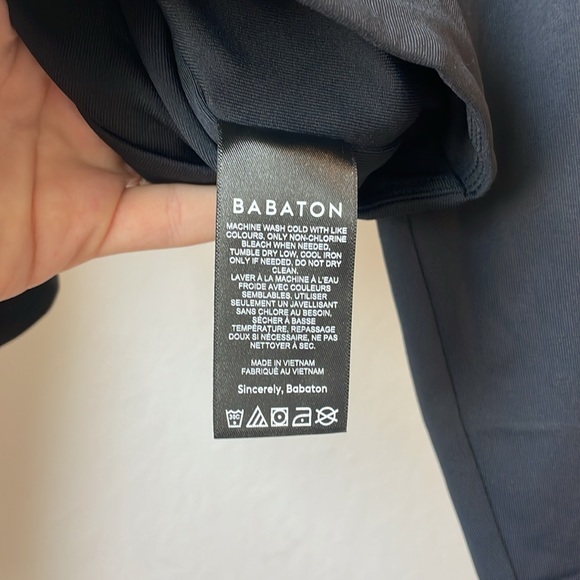 BABATON
MACHINE WASH COLD WITH LIKE
COLOURS, ONLY NON-CHLORINE
BLEACH WHEN NEEDED,
TUMBLE DRY LOW, COOL IRON
ONLY IF NEEDED, DO NOT DRY
CLEAN.
LAVER À LA MACHINE À L'EAU
FROIDE AVEC COULEURS
SEMBLABLES, UTILISER
SEULEMENT UN JAVELLISANT
SANS CHLORE AU BESOIN,
SÉCHER À BASSE
TEMPÉRATURE, REPASSAGE
DOUX SI NÉCESSAIRE, NE PAS
NETTOYER À SEC.
MADE IN VIETNAM
FABRIQUÉ AU VIETNAM
Sincerely, Babaton
30C